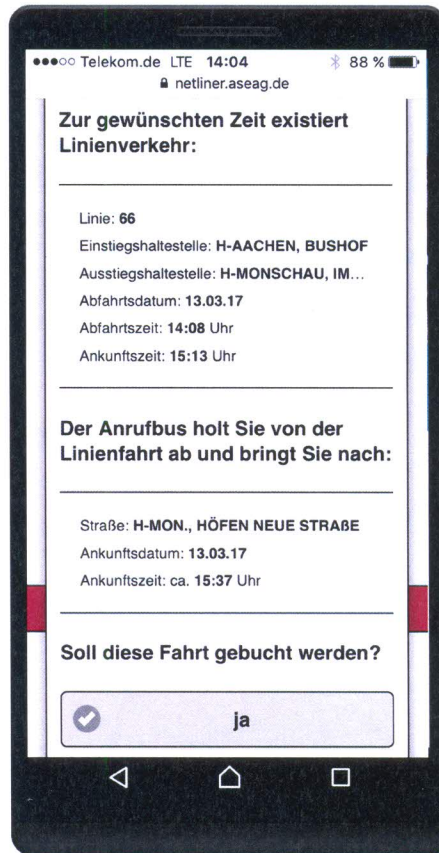 ●●●○○ Telekom.de LTE 14:04 88 %
netliner.aseag.de
Zur gewünschten Zeit existiert
Linienverkehr:
Linie: 66
Einstiegshaltestelle: H-AACHEN, BUSHOF
Ausstiegshaltestelle: H-MONSCHAU, IM…
Abfahrtsdatum: 13.03.17
Abfahrtszeit: 14:08 Uhr
Ankunftszeit: 15:13 Uhr
Der Anrufbus holt Sie von der
Linienfahrt ab und bringt Sie nach:
Straße: H-MON., HÖFEN NEUE STRAßE
Ankunftsdatum: 13.03.17
Ankunftszeit: ca. 15:37 Uhr
Soll diese Fahrt gebucht werden?
ja